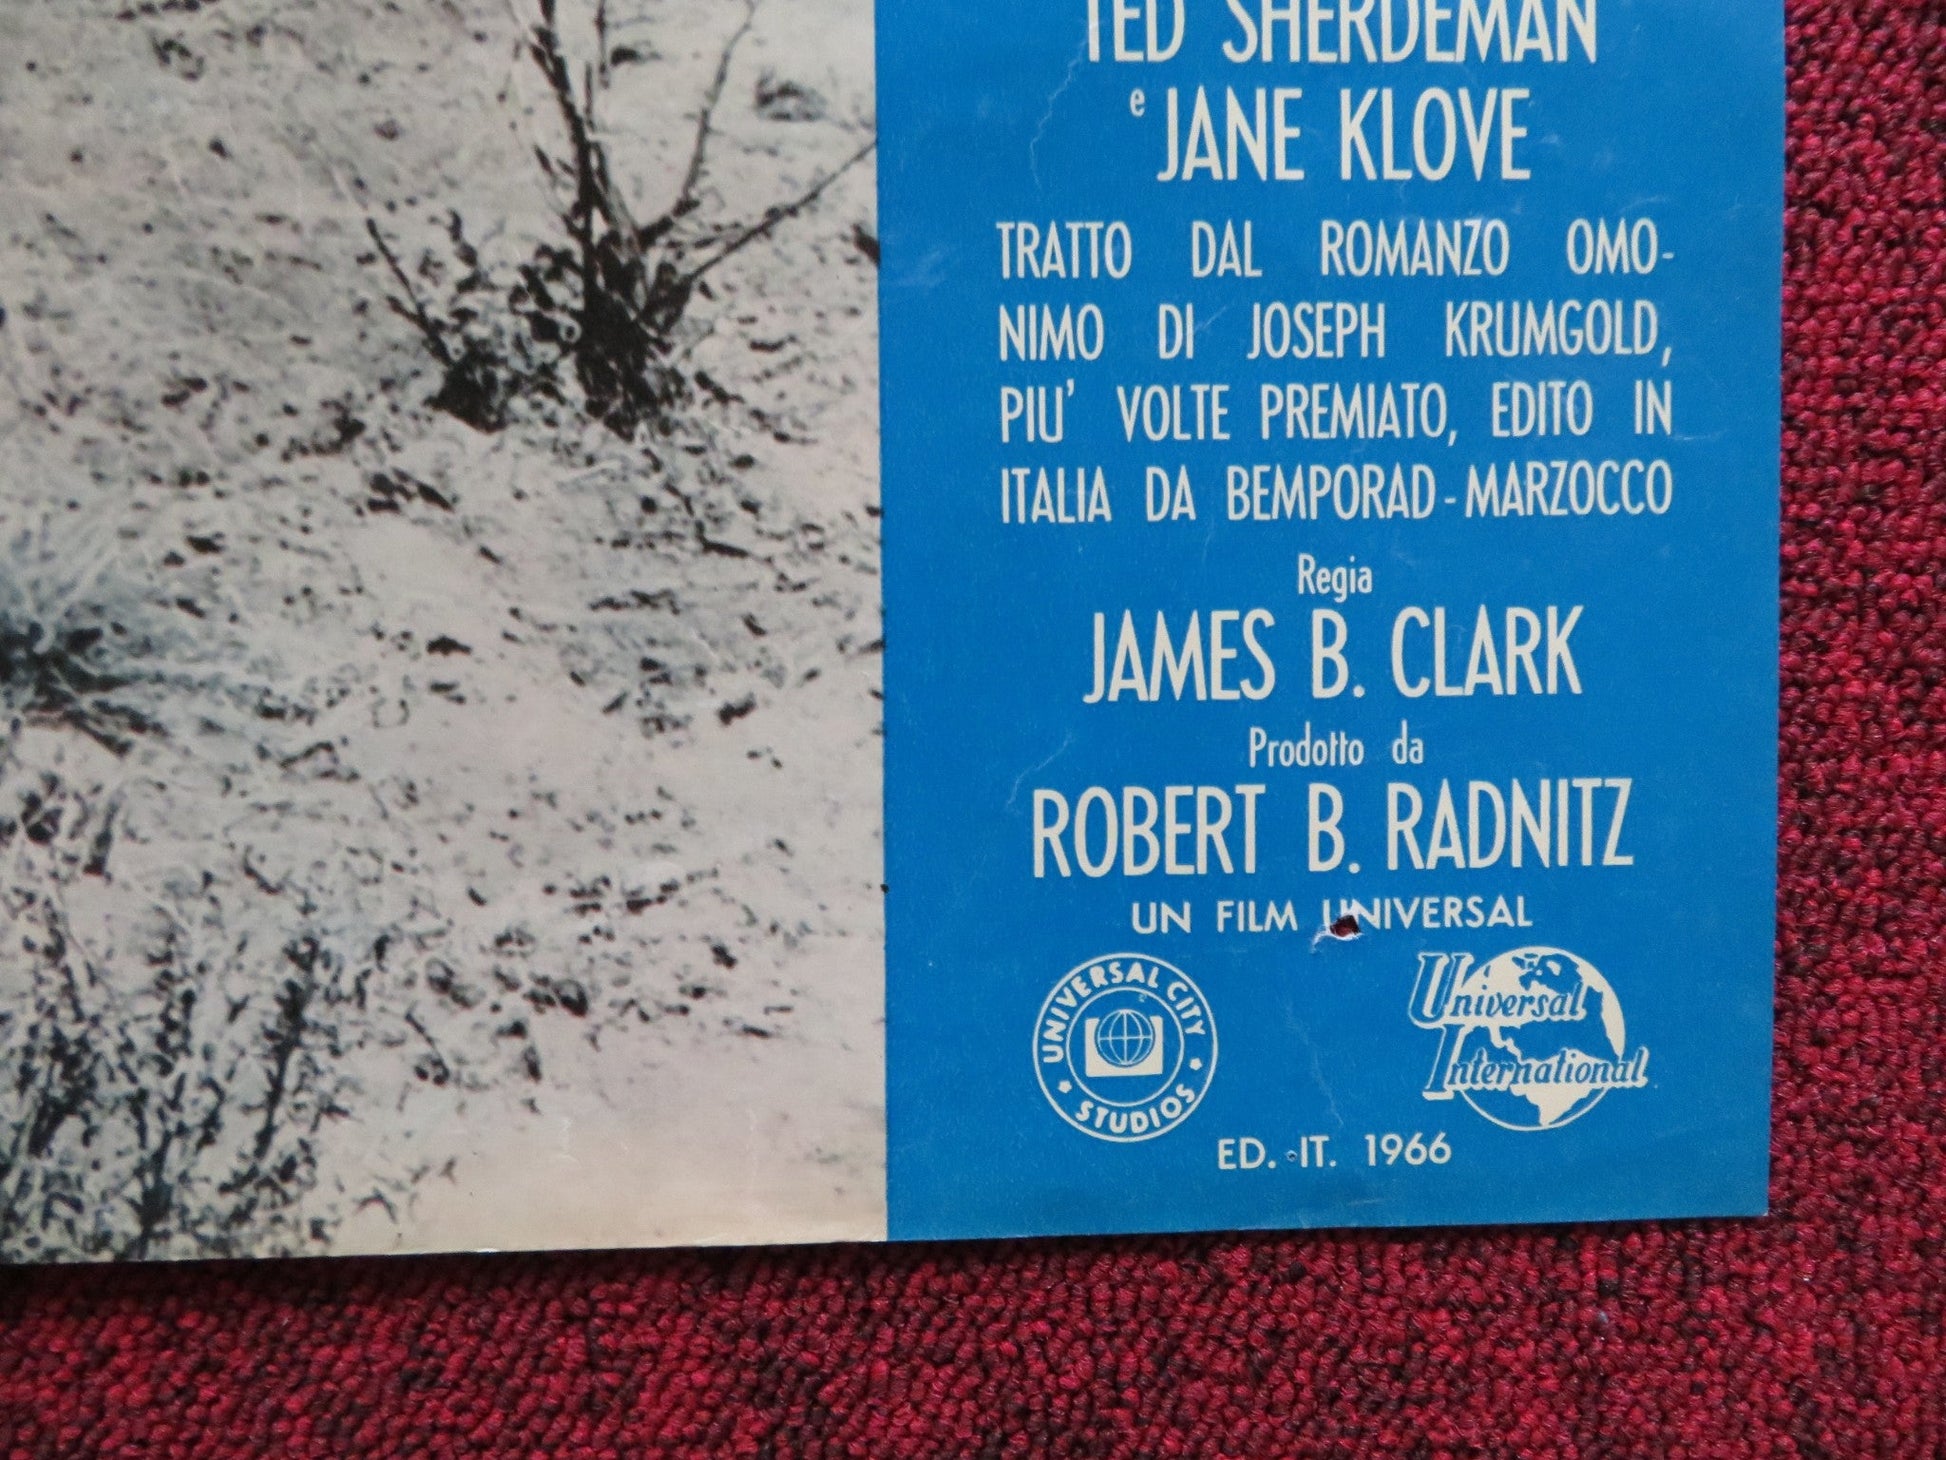 TED SHERDEMAN
e JANE KLOVE
TRATTO DAL ROMANZO OMO-
NIMO DI JOSEPH KRUMGOLD,
PIU' VOLTE PREMIATO, EDITO IN
ITALIA DA BEMPORAD - MARZOCCO
Regia
JAMES B. CLARK
Prodotto da
ROBERT B. RADNITZ
UN FILM UNIVERSAL
UNIVERSAL CITY
STUDIOS
Universal
International
ED. IT. 1966